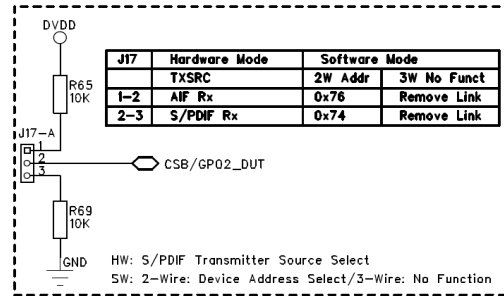 DVDD
J17 Hardware Mode Software Mode
TXSRC 2W Addr 3W No Funct
1-2 AIF Rx 0x76 Remove Link
2-3 S/PDIF Rx 0x74 Remove Link
R65
10K
J17-A
1
2
3
CSB/GPO2_DUT
R69
10K
GND
HW: S/PDIF Transmitter Source Select
SW: 2-Wire: Device Address Select/3-Wire: No Function